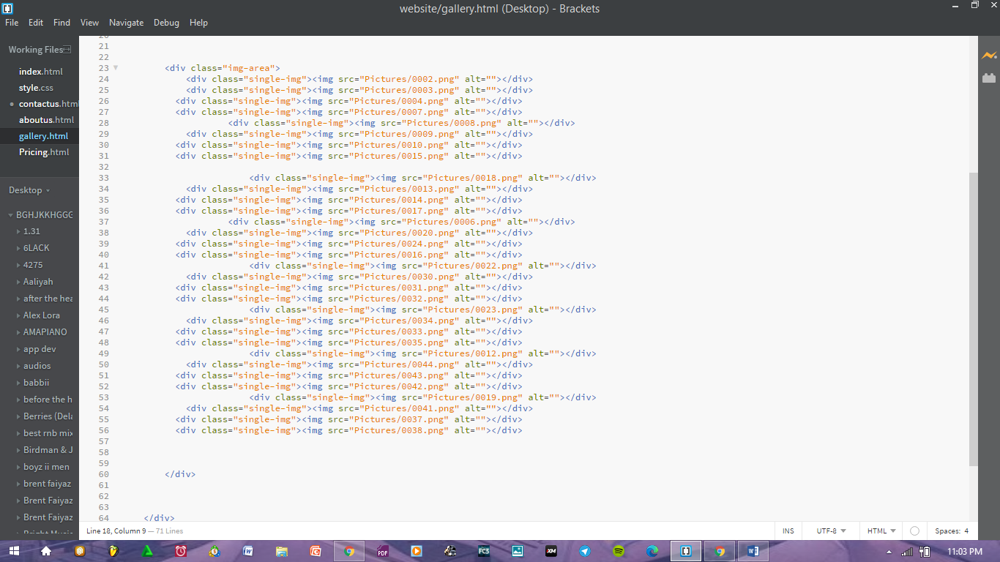 website/gallery.html (Desktop) - Brackets
File Edit Find View Navigate Debug Help
Working Files
index.html
style.css
contactus.html
aboutus.html
gallery.html
Pricing.html
Desktop
BGHJKKHGGG
1.31
6LACK
4275
Aaliyah
after the hea
Alex Lora
AMAPIANO
app dev
audios
babbii
before the h
Berries (Dela
best rnb mix
Birdman & J
boyz ii men
brent faiyaz
Brent Faiyaz
Brent Faiyaz
20
21
22
23 <div class="img-area">
24 <div class="single-img"><img src="Pictures/0002.png" alt=""></div>
25 <div class="single-img"><img src="Pictures/0003.png" alt=""></div>
26 <div class="single-img"><img src="Pictures/0004.png" alt=""></div>
27 <div class="single-img"><img src="Pictures/0007.png" alt=""></div>
28 <div class="single-img"><img src="Pictures/0008.png" alt=""></div>
29 <div class="single-img"><img src="Pictures/0009.png" alt=""></div>
30 <div class="single-img"><img src="Pictures/0010.png" alt=""></div>
31 <div class="single-img"><img src="Pictures/0015.png" alt=""></div>
32
33 <div class="single-img"><img src="Pictures/0018.png" alt=""></div>
34 <div class="single-img"><img src="Pictures/0013.png" alt=""></div>
35 <div class="single-img"><img src="Pictures/0014.png" alt=""></div>
36 <div class="single-img"><img src="Pictures/0017.png" alt=""></div>
37 <div class="single-img"><img src="Pictures/0006.png" alt=""></div>
38 <div class="single-img"><img src="Pictures/0020.png" alt=""></div>
39 <div class="single-img"><img src="Pictures/0024.png" alt=""></div>
40 <div class="single-img"><img src="Pictures/0016.png" alt=""></div>
41 <div class="single-img"><img src="Pictures/0022.png" alt=""></div>
42 <div class="single-img"><img src="Pictures/0030.png" alt=""></div>
43 <div class="single-img"><img src="Pictures/0031.png" alt=""></div>
44 <div class="single-img"><img src="Pictures/0032.png" alt=""></div>
45 <div class="single-img"><img src="Pictures/0023.png" alt=""></div>
46 <div class="single-img"><img src="Pictures/0034.png" alt=""></div>
47 <div class="single-img"><img src="Pictures/0033.png" alt=""></div>
48 <div class="single-img"><img src="Pictures/0035.png" alt=""></div>
49 <div class="single-img"><img src="Pictures/0012.png" alt=""></div>
50 <div class="single-img"><img src="Pictures/0044.png" alt=""></div>
51 <div class="single-img"><img src="Pictures/0043.png" alt=""></div>
52 <div class="single-img"><img src="Pictures/0042.png" alt=""></div>
53 <div class="single-img"><img src="Pictures/0019.png" alt=""></div>
54 <div class="single-img"><img src="Pictures/0041.png" alt=""></div>
55 <div class="single-img"><img src="Pictures/0037.png" alt=""></div>
56 <div class="single-img"><img src="Pictures/0038.png" alt=""></div>
57
58
59
60 </div>
61
62
63
64 </div>
Line 18, Column 9 — 71 Lines
INS UTF-8 HTML Spaces: 4
PDF FC3 XM
11:03 PM